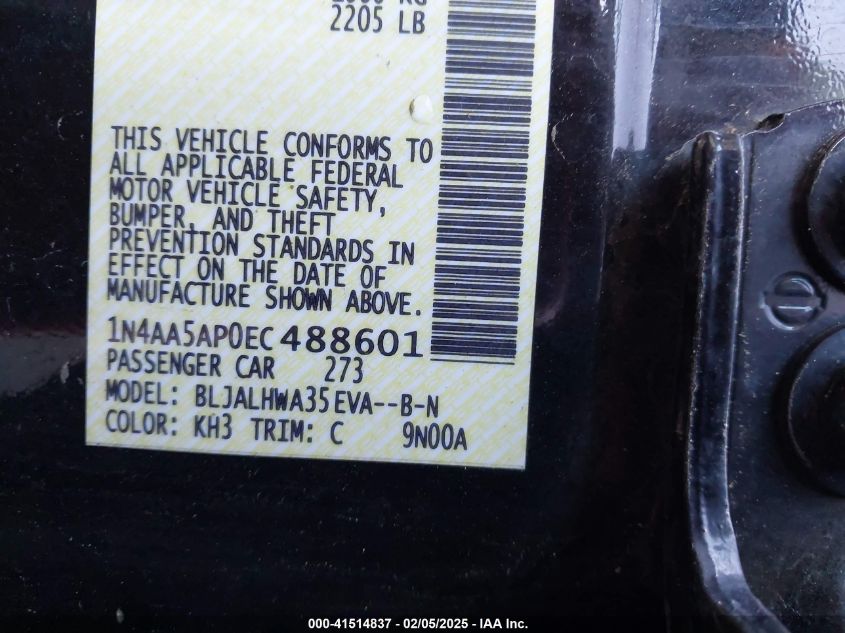 2205 LB
THIS VEHICLE CONFORMS TO
ALL APPLICABLE FEDERAL
MOTOR VEHICLE SAFETY,
BUMPER, AND THEFT
PREVENTION STANDARDS IN
EFFECT ON THE DATE OF
MANUFACTURE SHOWN ABOVE.
1N4AA5AP0EC488601
PASSENGER CAR 273
MODEL: BLJALHWA35EVA--B-N
COLOR: KH3 TRIM: C 9N00A
000-41514837 - 02/05/2025 - IAA Inc.